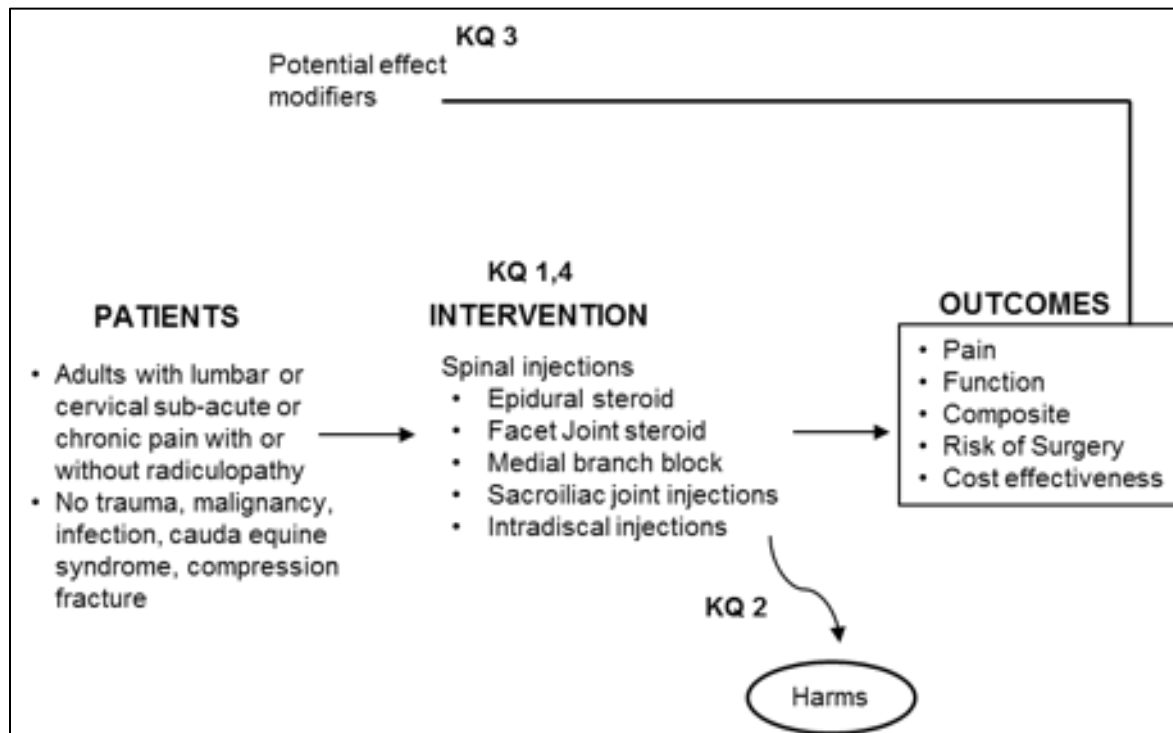 KQ 3
Potential effect
modifiers
KQ 1,4
PATIENTS
• Adults with lumbar or
cervical sub-acute or
chronic pain with or
without radiculopathy
• No trauma, malignancy,
infection, cauda equine
syndrome, compression
fracture
INTERVENTION
Spinal injections
• Epidural steroid
• Facet Joint steroid
• Medial branch block
• Sacroiliac joint injections
• Intradiscal injections
OUTCOMES
• Pain
• Function
• Composite
• Risk of Surgery
• Cost effectiveness
KQ 2
Harms